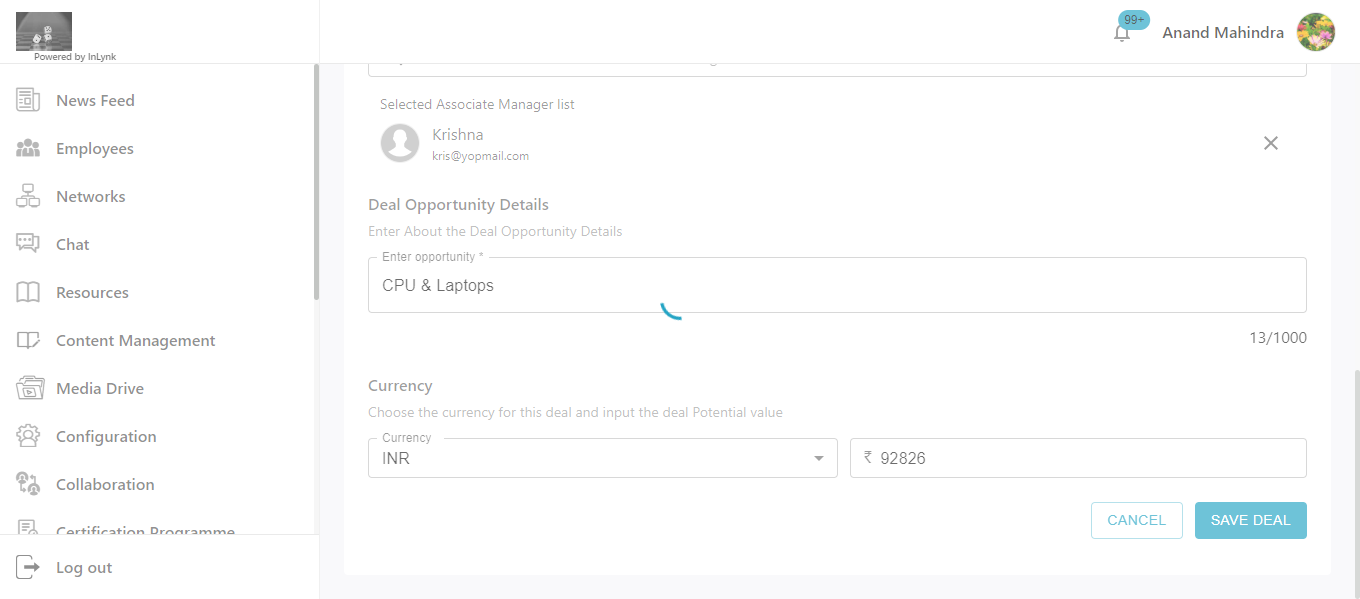 Powered by InLynk
99+
Anand Mahindra
News Feed
Employees
Networks
Chat
Resources
Content Management
Media Drive
Configuration
Collaboration
Certification Programme
Log out
Selected Associate Manager list
Krishna
kris@yopmail.com
Deal Opportunity Details
Enter About the Deal Opportunity Details
Enter opportunity *
CPU & Laptops
13/1000
Currency
Choose the currency for this deal and input the deal Potential value
Currency
INR
₹ 92826
CANCEL
SAVE DEAL